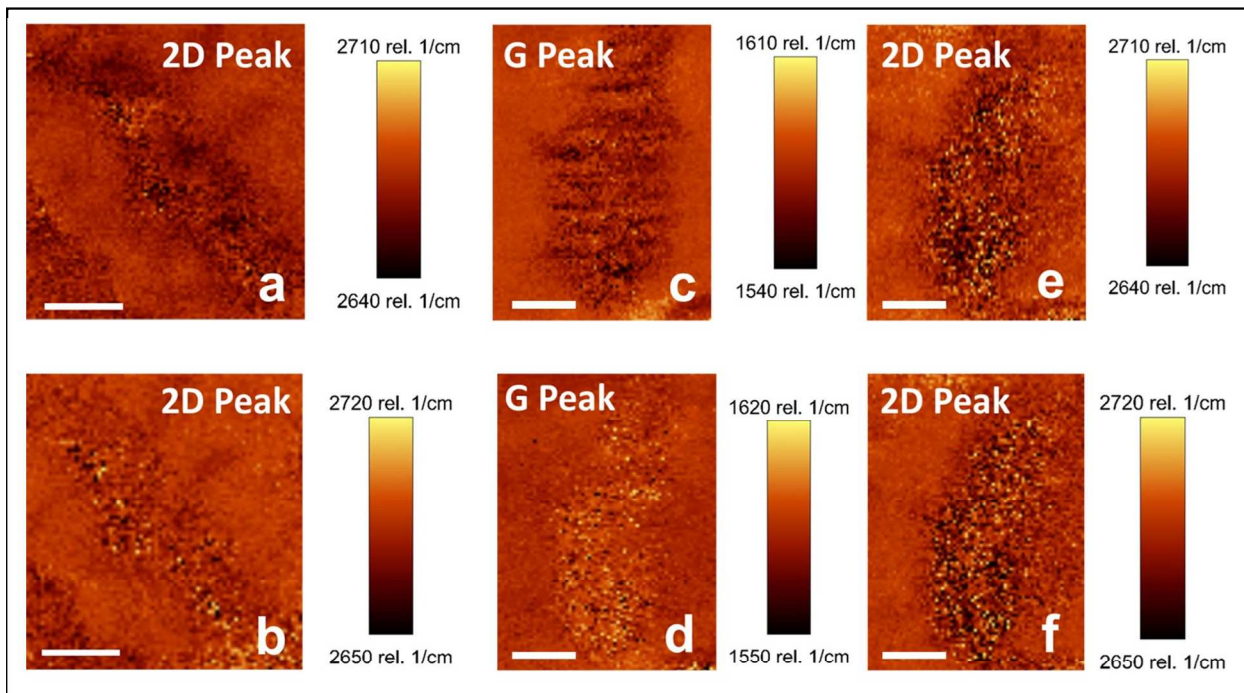 2D Peak
2710 rel. 1/cm
2640 rel. 1/cm
a
G Peak
1610 rel. 1/cm
1540 rel. 1/cm
c
2D Peak
2710 rel. 1/cm
2640 rel. 1/cm
e
2D Peak
2720 rel. 1/cm
2650 rel. 1/cm
b
G Peak
1620 rel. 1/cm
1550 rel. 1/cm
d
2D Peak
2720 rel. 1/cm
2650 rel. 1/cm
f